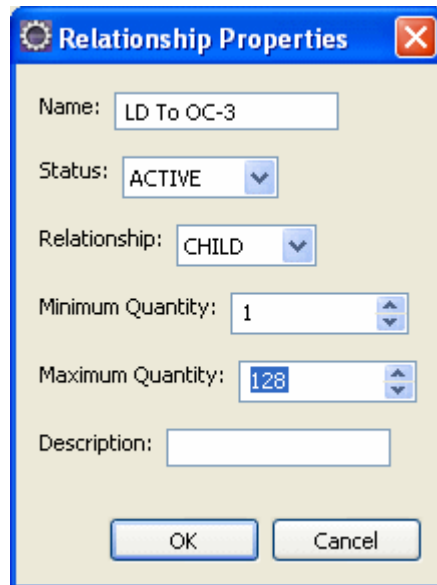 Relationship Properties
Name: LD To OC-3
Status: ACTIVE
Relationship: CHILD
Minimum Quantity: 1
Maximum Quantity: 128
Description:
OK Cancel